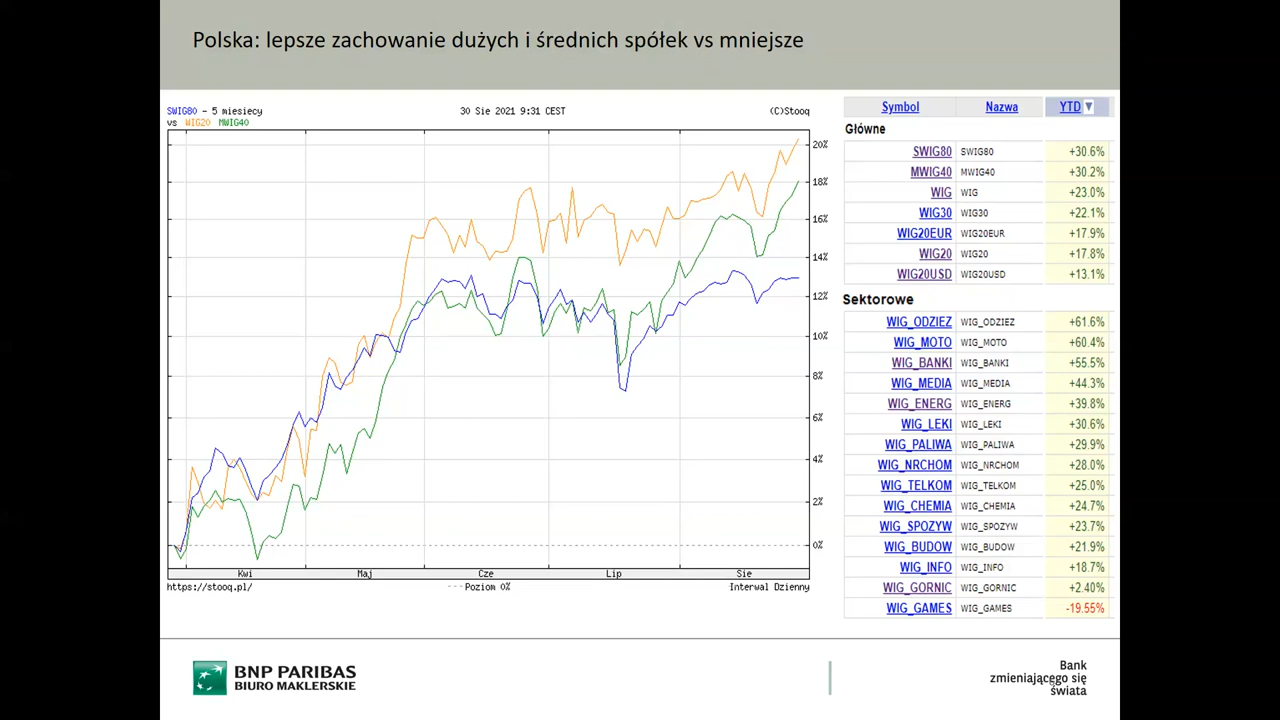 Polska: lepsze zachowanie dużych i średnich spółek vs mniejsze
SWIG80 - 5 miesiecy 30 Sie 2021 9:31 CEST (C)Stooq
vs WIG20 MWIG40
20%
18%
16%
14%
12%
10%
8%
6%
4%
2%
0%
Kwi Maj Cze Lip Sie
https://stooq.pl/ ---Poziom 0% Interwal Dzienny
Symbol Nazwa YTD▼
Główne
SWIG80 SWIG80 +30.6%
MWIG40 MWIG40 +30.2%
WIG WIG +23.0%
WIG30 WIG30 +22.1%
WIG20EUR WIG20EUR +17.9%
WIG20 WIG20 +17.8%
WIG20USD WIG20USD +13.1%
Sektorowe
WIG_ODZIEZ WIG_ODZIEZ +61.6%
WIG_MOTO WIG_MOTO +60.4%
WIG_BANKI WIG_BANKI +55.5%
WIG_MEDIA WIG_MEDIA +44.3%
WIG_ENERG WIG_ENERG +39.8%
WIG_LEKI WIG_LEKI +30.6%
WIG_PALIWA WIG_PALIWA +29.9%
WIG_NRCHOM WIG_NRCHOM +28.0%
WIG_TELKOM WIG_TELKOM +25.0%
WIG_CHEMIA WIG_CHEMIA +24.7%
WIG_SPOZYW WIG_SPOZYW +23.7%
WIG_BUDOW WIG_BUDOW +21.9%
WIG_INFO WIG_INFO +18.7%
WIG_GORNIC WIG_GORNIC +2.40%
WIG_GAMES WIG_GAMES -19.55%
BNP PARIBAS
BIURO MAKLERSKIE
Bank
zmieniającego się
świata